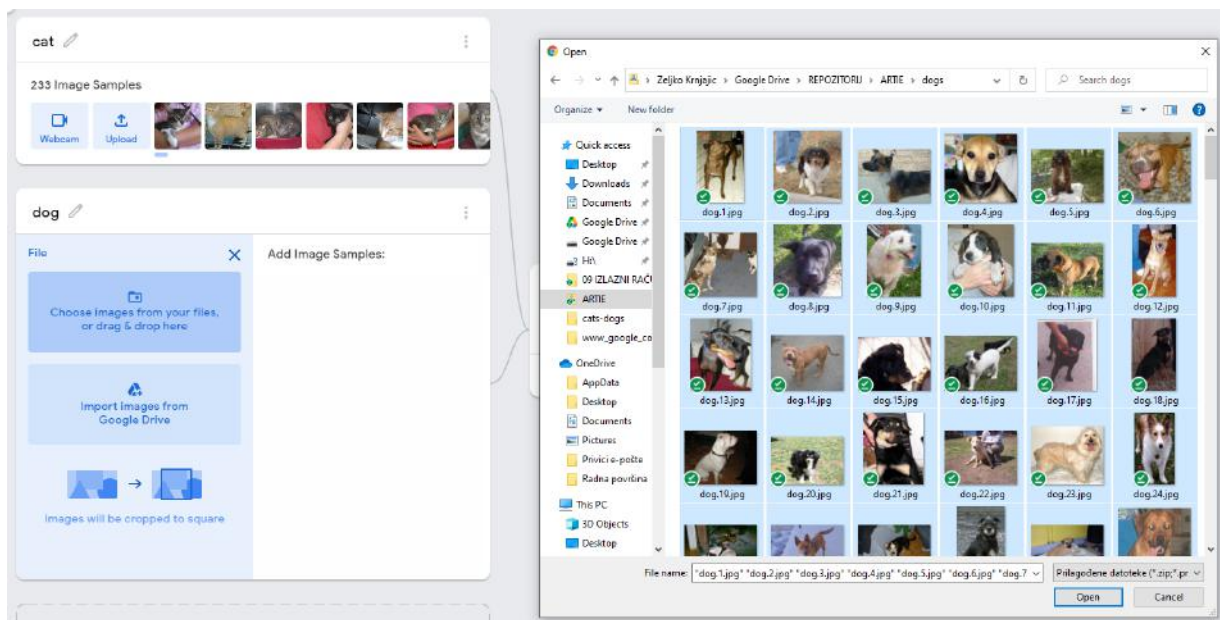 cat
233 Image Samples
Webcam
Upload
dog
File
Add Image Samples:
Choose images from your files,
or drag & drop here
Import images from
Google Drive
Images will be cropped to square
Open
Zeljko Krnjajic > Google Drive > REPOZITORIJ > ARTIE > dogs
Search dogs
Organize
New folder
Quick access
Desktop
Downloads
Documents
Google Drive
Google Drive
09 IZLAZNI RAČU
ARTIE
cats-dogs
www_google_co
OneDrive
AppData
Desktop
Documents
Pictures
Privici e-pošte
Radna površina
This PC
3D Objects
Desktop
dog.1.jpg dog.2.jpg dog.3.jpg dog.4.jpg dog.5.jpg dog.6.jpg
dog.7.jpg dog.8.jpg dog.9.jpg dog.10.jpg dog.11.jpg dog.12.jpg
dog.13.jpg dog.14.jpg dog.15.jpg dog.16.jpg dog.17.jpg dog.18.jpg
dog.19.jpg dog.20.jpg dog.21.jpg dog.22.jpg dog.23.jpg dog.24.jpg
File name: "dog.1.jpg" "dog.2.jpg" "dog.3.jpg" "dog.4.jpg" "dog.5.jpg" "dog.6.jpg" "dog.7
Prilagođene datoteke (*.zip;*.pr
Open
Cancel